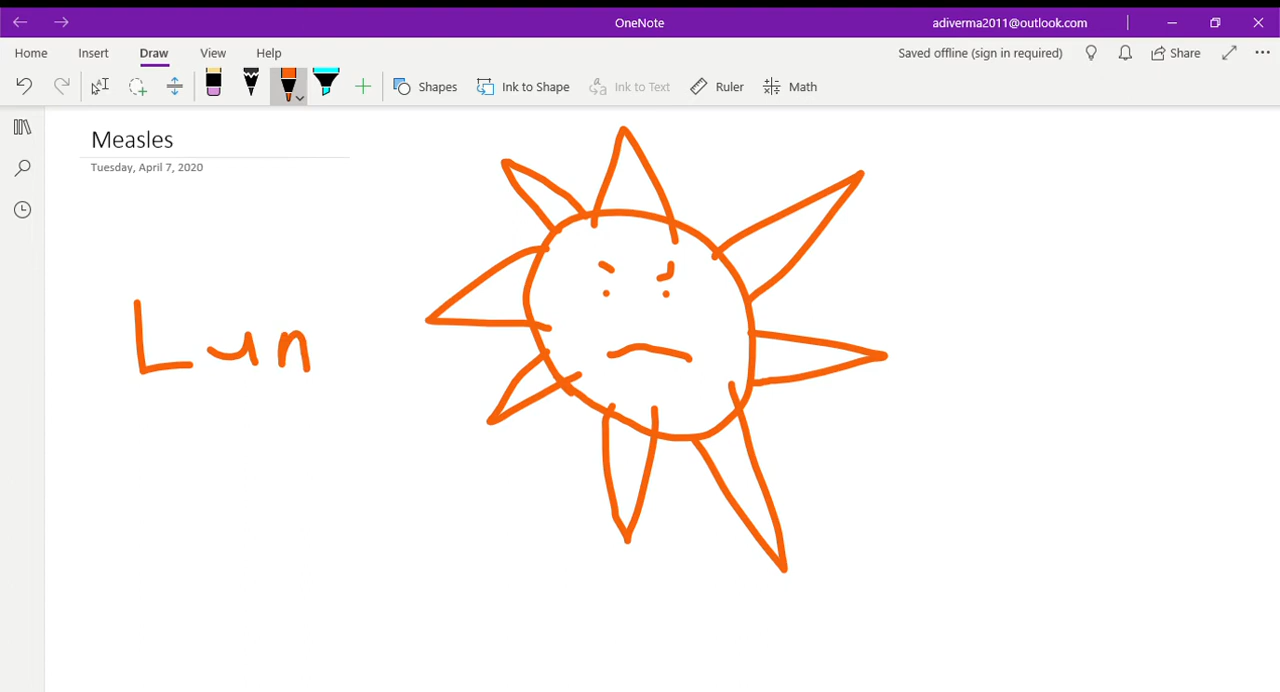 OneNote
adiverma2011@outlook.com
Home Insert Draw View Help
Saved offline (sign in required) Share
Shapes Ink to Shape Ink to Text Ruler Math
Measles
Tuesday, April 7, 2020
Lun